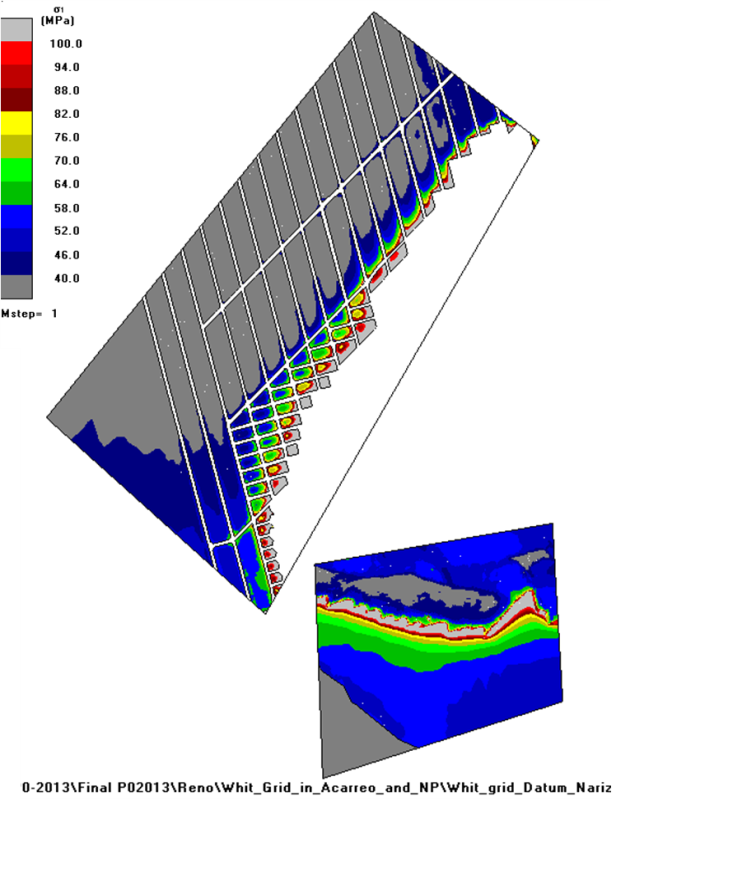 σ1
(MPa)
100.0
94.0
88.0
82.0
76.0
70.0
64.0
58.0
52.0
46.0
40.0
Mstep= 1
0-2013\Final P02013\Reno\Whit_Grid_in_Acarreo_and_NP\Whit_grid_Datum_Nariz